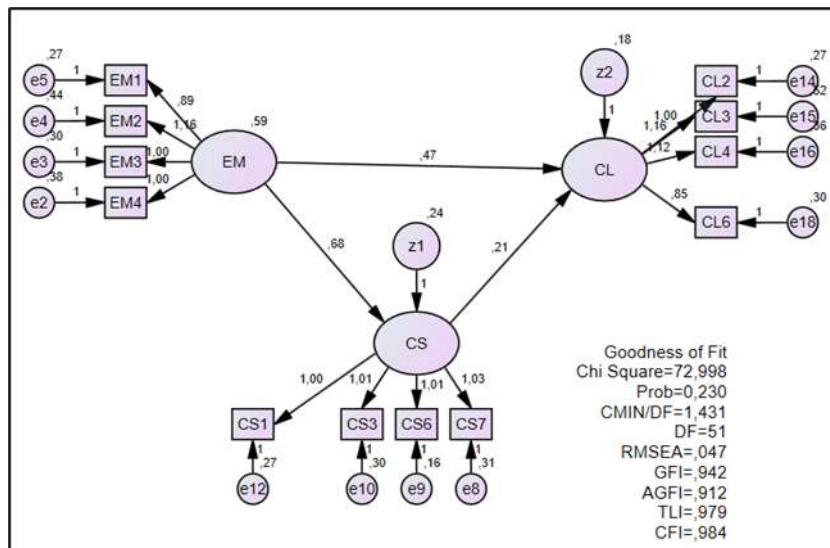 ,27
e5
1
EM1
,89
,44
e4
1
EM2
1,16
,30
e3
1
EM3
1,00
,38
e2
1
EM4
1,00
,59
EM
,47
,68
,18
z2
1
CL
1,00
1,16
1,12
,85
CL2
1
,27
e14
CL3
1
,52
e15
CL4
1
e16
CL6
1
,30
e18
,24
z1
1
,21
CS
1,00
1,01
1,01
1,03
CS1
CS3
CS6
CS7
1
,27
1
,30
1
,16
1
,31
e12
e10
e9
e8
Goodness of Fit
Chi Square=72,998
Prob=0,230
CMIN/DF=1,431
DF=51
RMSEA=,047
GFI=,942
AGFI=,912
TLI=,979
CFI=,984